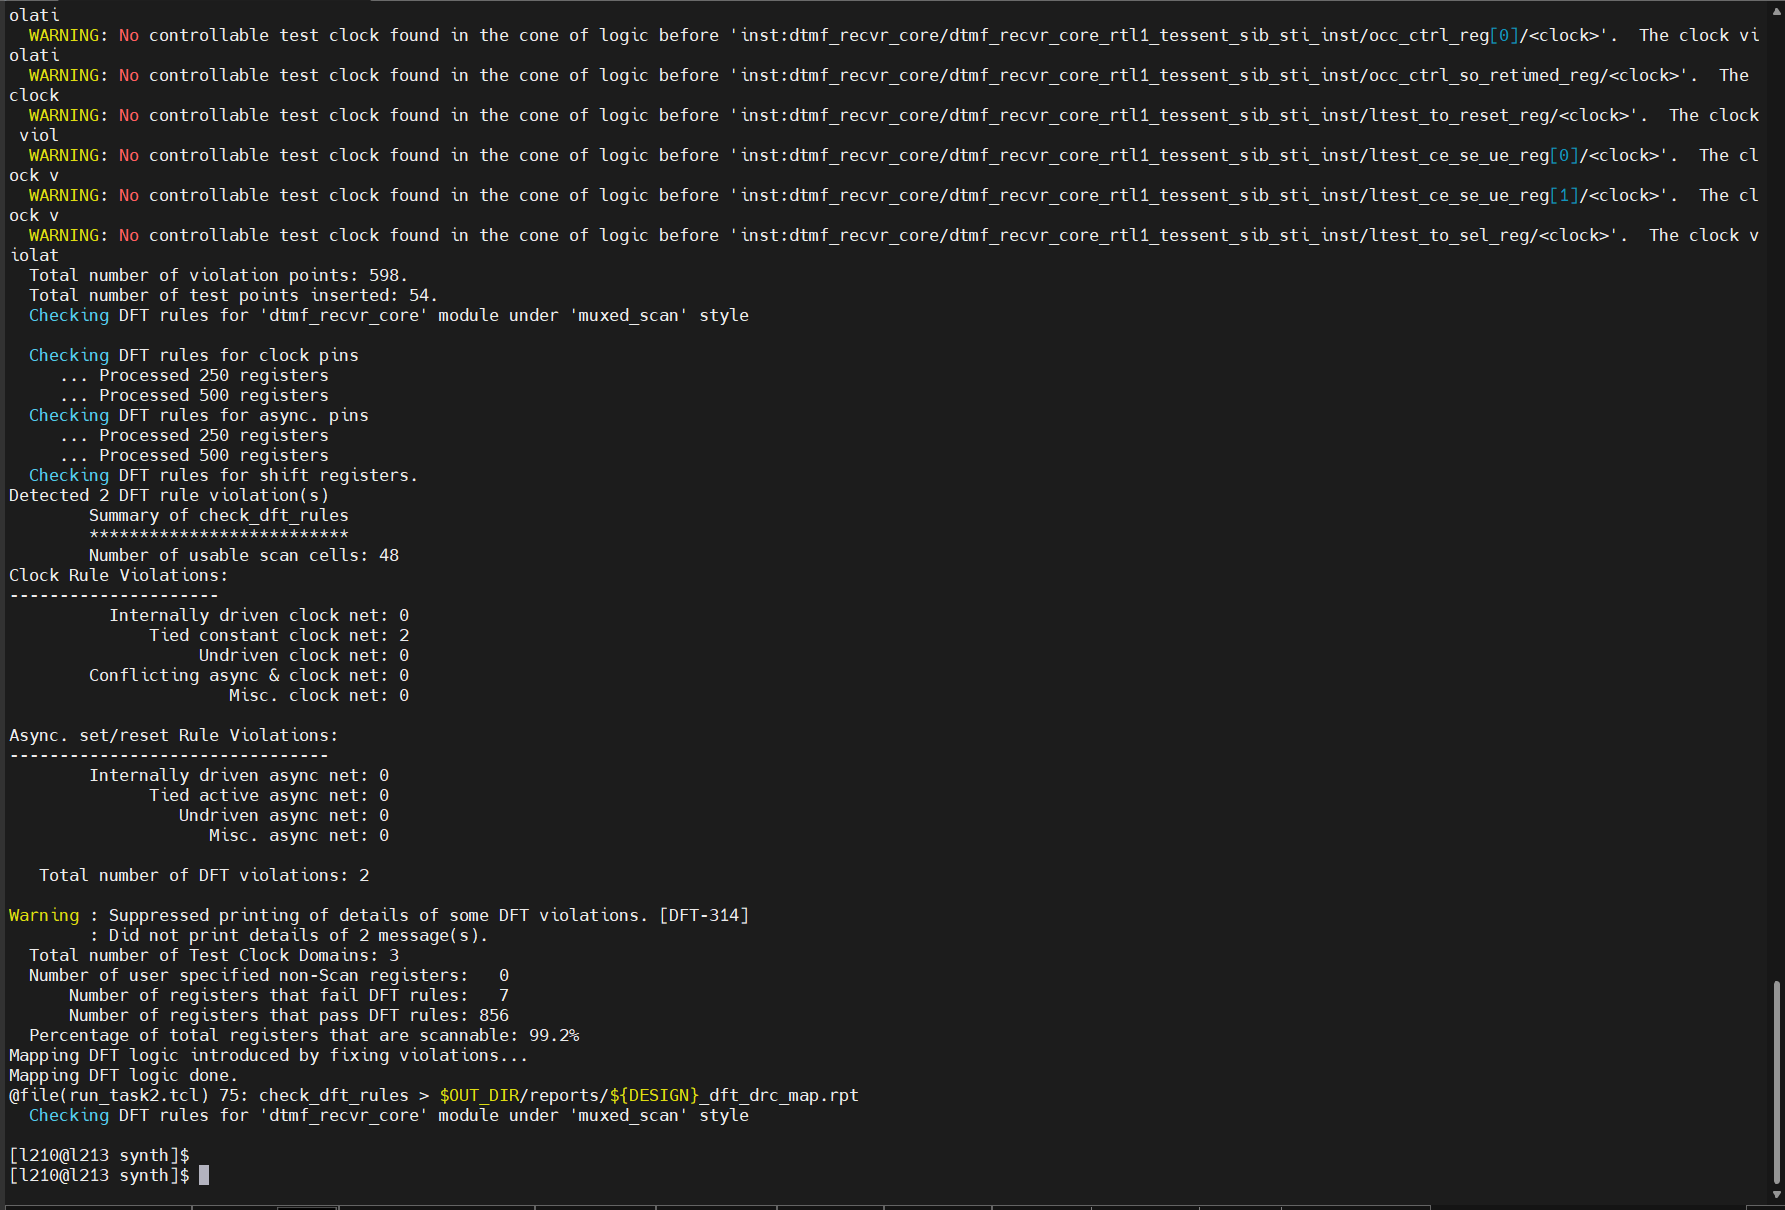 olati
  WARNING: No controllable test clock found in the cone of logic before 'inst:dtmf_recvr_core/dtmf_recvr_core_rtl1_tessent_sib_sti_inst/occ_ctrl_reg[0]/<clock>'.  The clock vi
olati
  WARNING: No controllable test clock found in the cone of logic before 'inst:dtmf_recvr_core/dtmf_recvr_core_rtl1_tessent_sib_sti_inst/occ_ctrl_so_retimed_reg/<clock>'.  The
clock
  WARNING: No controllable test clock found in the cone of logic before 'inst:dtmf_recvr_core/dtmf_recvr_core_rtl1_tessent_sib_sti_inst/ltest_to_reset_reg/<clock>'.  The clock
 viol
  WARNING: No controllable test clock found in the cone of logic before 'inst:dtmf_recvr_core/dtmf_recvr_core_rtl1_tessent_sib_sti_inst/ltest_ce_se_ue_reg[0]/<clock>'.  The cl
ock v
  WARNING: No controllable test clock found in the cone of logic before 'inst:dtmf_recvr_core/dtmf_recvr_core_rtl1_tessent_sib_sti_inst/ltest_ce_se_ue_reg[1]/<clock>'.  The cl
ock v
  WARNING: No controllable test clock found in the cone of logic before 'inst:dtmf_recvr_core/dtmf_recvr_core_rtl1_tessent_sib_sti_inst/ltest_to_sel_reg/<clock>'.  The clock v
iolat
  Total number of violation points: 598.
  Total number of test points inserted: 54.
  Checking DFT rules for 'dtmf_recvr_core' module under 'muxed_scan' style

  Checking DFT rules for clock pins
     ... Processed 250 registers
     ... Processed 500 registers
  Checking DFT rules for async. pins
     ... Processed 250 registers
     ... Processed 500 registers
  Checking DFT rules for shift registers.
Detected 2 DFT rule violation(s)
        Summary of check_dft_rules
        **************************
        Number of usable scan cells: 48
Clock Rule Violations:
---------------------
          Internally driven clock net: 0
              Tied constant clock net: 2
                   Undriven clock net: 0
        Conflicting async & clock net: 0
                      Misc. clock net: 0

Async. set/reset Rule Violations:
--------------------------------
        Internally driven async net: 0
              Tied active async net: 0
                 Undriven async net: 0
                    Misc. async net: 0

   Total number of DFT violations: 2

Warning : Suppressed printing of details of some DFT violations. [DFT-314]
        : Did not print details of 2 message(s).
  Total number of Test Clock Domains: 3
  Number of user specified non-Scan registers:   0
      Number of registers that fail DFT rules:   7
      Number of registers that pass DFT rules: 856
  Percentage of total registers that are scannable: 99.2%
Mapping DFT logic introduced by fixing violations...
Mapping DFT logic done.
@file(run_task2.tcl) 75: check_dft_rules > $OUT_DIR/reports/${DESIGN}_dft_drc_map.rpt
  Checking DFT rules for 'dtmf_recvr_core' module under 'muxed_scan' style

[l210@l213 synth]$
[l210@l213 synth]$